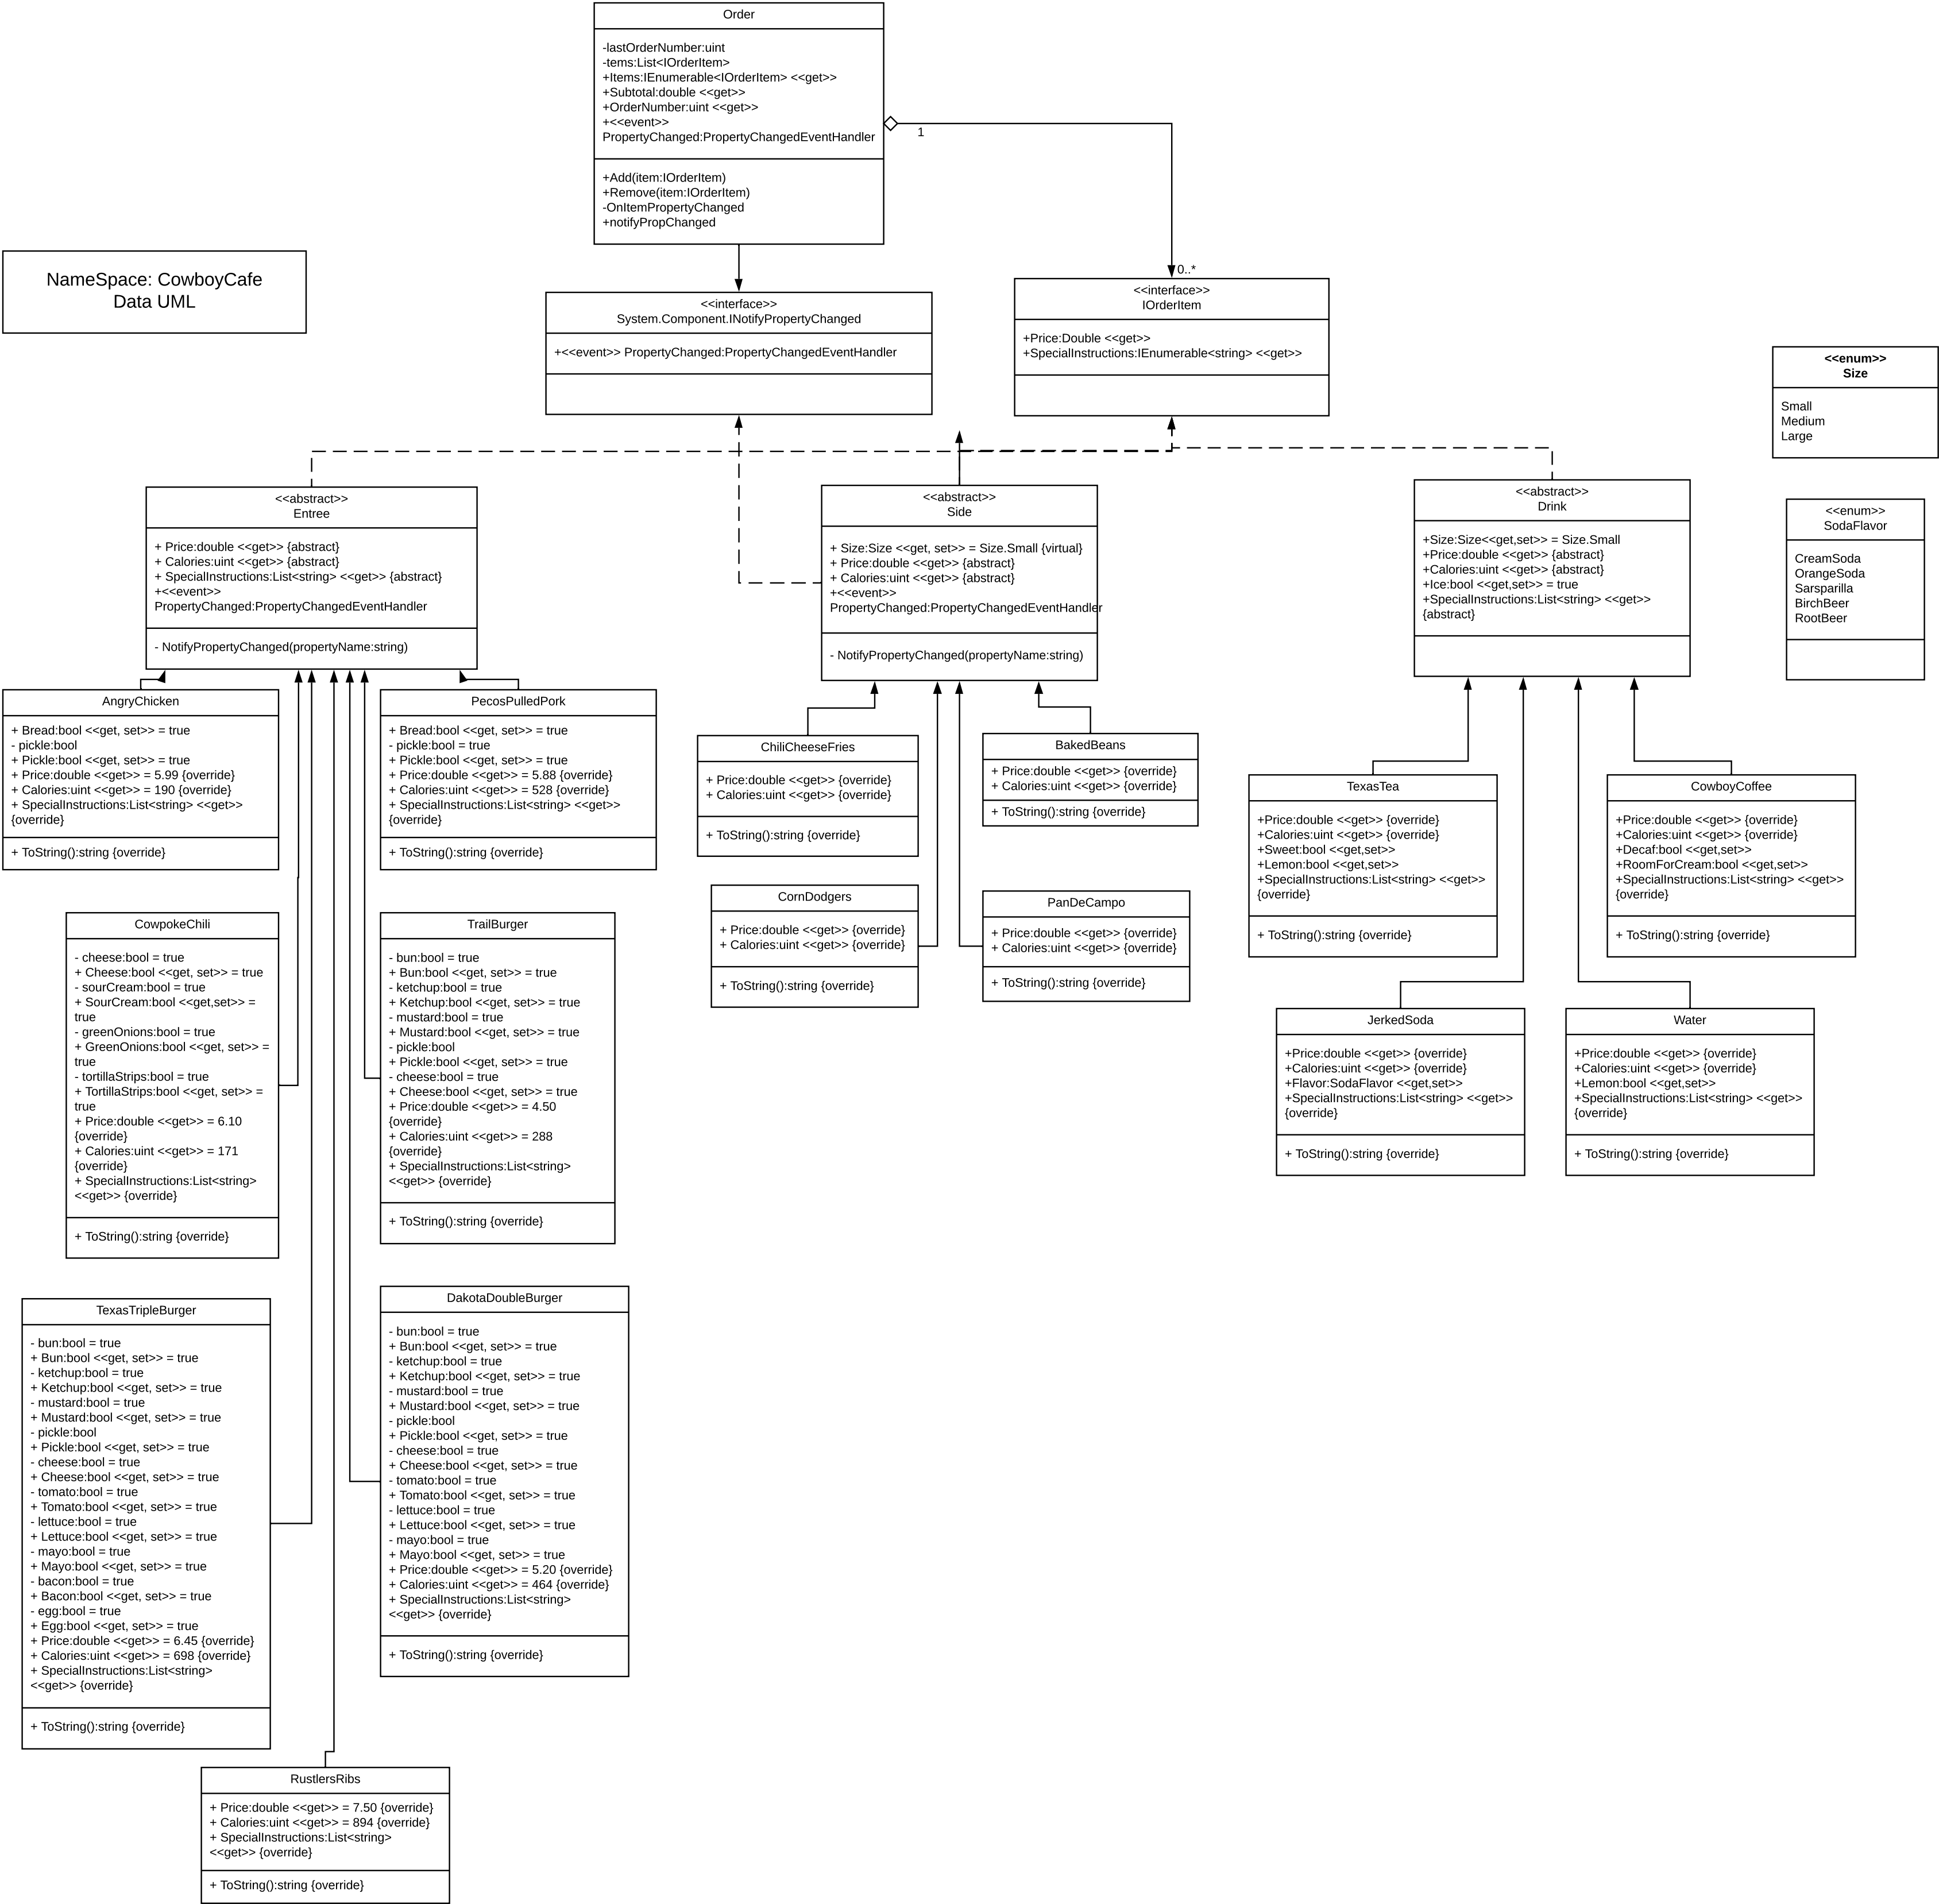 Order
-lastOrderNumber:uint
-tems:List<IOrderItem>
+Items:IEnumerable<IOrderItem> <<get>>
+Subtotal:double <<get>>
+OrderNumber:uint <<get>>
+<<event>>
PropertyChanged:PropertyChangedEventHandler
+Add(item:IOrderItem)
+Remove(item:IOrderItem)
-OnItemPropertyChanged
+notifyPropChanged
1
0..*
NameSpace: CowboyCafe
Data UML
<<interface>>
System.Component.INotifyPropertyChanged
+<<event>> PropertyChanged:PropertyChangedEventHandler
<<interface>>
IOrderItem
+Price:Double <<get>>
+SpecialInstructions:IEnumerable<string> <<get>>
<<enum>>
Size
Small
Medium
Large
<<abstract>>
Entree
+ Price:double <<get>> {abstract}
+ Calories:uint <<get>> {abstract}
+ SpecialInstructions:List<string> <<get>> {abstract}
+<<event>>
PropertyChanged:PropertyChangedEventHandler
- NotifyPropertyChanged(propertyName:string)
<<abstract>>
Side
+ Size:Size <<get, set>> = Size.Small {virtual}
+ Price:double <<get>> {abstract}
+ Calories:uint <<get>> {abstract}
+<<event>>
PropertyChanged:PropertyChangedEventHandler
- NotifyPropertyChanged(propertyName:string)
<<abstract>>
Drink
+Size:Size<<get,set>> = Size.Small
+Price:double <<get>> {abstract}
+Calories:uint <<get>> {abstract}
+Ice:bool <<get,set>> = true
+SpecialInstructions:List<string> <<get>>
{abstract}
<<enum>>
SodaFlavor
CreamSoda
OrangeSoda
Sarsparilla
BirchBeer
RootBeer
AngryChicken
+ Bread:bool <<get, set>> = true
- pickle:bool
+ Pickle:bool <<get, set>> = true
+ Price:double <<get>> = 5.99 {override}
+ Calories:uint <<get>> = 190 {override}
+ SpecialInstructions:List<string> <<get>>
{override}
+ ToString():string {override}
PecosPulledPork
+ Bread:bool <<get, set>> = true
- pickle:bool = true
+ Pickle:bool <<get, set>> = true
+ Price:double <<get>> = 5.88 {override}
+ Calories:uint <<get>> = 528 {override}
+ SpecialInstructions:List<string> <<get>>
{override}
+ ToString():string {override}
ChiliCheeseFries
+ Price:double <<get>> {override}
+ Calories:uint <<get>> {override}
+ ToString():string {override}
BakedBeans
+ Price:double <<get>> {override}
+ Calories:uint <<get>> {override}
+ ToString():string {override}
TexasTea
+Price:double <<get>> {override}
+Calories:uint <<get>> {override}
+Sweet:bool <<get,set>>
+Lemon:bool <<get,set>>
+SpecialInstructions:List<string> <<get>>
{override}
+ ToString():string {override}
CowboyCoffee
+Price:double <<get>> {override}
+Calories:uint <<get>> {override}
+Decaf:bool <<get,set>>
+RoomForCream:bool <<get,set>>
+SpecialInstructions:List<string> <<get>>
{override}
+ ToString():string {override}
CowpokeChili
- cheese:bool = true
+ Cheese:bool <<get, set>> = true
- sourCream:bool = true
+ SourCream:bool <<get,set>> =
true
- greenOnions:bool = true
+ GreenOnions:bool <<get, set>> =
true
- tortillaStrips:bool = true
+ TortillaStrips:bool <<get, set>> =
true
+ Price:double <<get>> = 6.10
{override}
+ Calories:uint <<get>> = 171
{override}
+ SpecialInstructions:List<string>
<<get>> {override}
+ ToString():string {override}
TrailBurger
- bun:bool = true
+ Bun:bool <<get, set>> = true
- ketchup:bool = true
+ Ketchup:bool <<get, set>> = true
- mustard:bool = true
+ Mustard:bool <<get, set>> = true
- pickle:bool
+ Pickle:bool <<get, set>> = true
- cheese:bool = true
+ Cheese:bool <<get, set>> = true
+ Price:double <<get>> = 4.50
{override}
+ Calories:uint <<get>> = 288
{override}
+ SpecialInstructions:List<string>
<<get>> {override}
+ ToString():string {override}
CornDodgers
+ Price:double <<get>> {override}
+ Calories:uint <<get>> {override}
+ ToString():string {override}
PanDeCampo
+ Price:double <<get>> {override}
+ Calories:uint <<get>> {override}
+ ToString():string {override}
JerkedSoda
+Price:double <<get>> {override}
+Calories:uint <<get>> {override}
+Flavor:SodaFlavor <<get,set>>
+SpecialInstructions:List<string> <<get>>
{override}
+ ToString():string {override}
Water
+Price:double <<get>> {override}
+Calories:uint <<get>> {override}
+Lemon:bool <<get,set>>
+SpecialInstructions:List<string> <<get>>
{override}
+ ToString():string {override}
TexasTripleBurger
- bun:bool = true
+ Bun:bool <<get, set>> = true
- ketchup:bool = true
+ Ketchup:bool <<get, set>> = true
- mustard:bool = true
+ Mustard:bool <<get, set>> = true
- pickle:bool
+ Pickle:bool <<get, set>> = true
- cheese:bool = true
+ Cheese:bool <<get, set>> = true
- tomato:bool = true
+ Tomato:bool <<get, set>> = true
- lettuce:bool = true
+ Lettuce:bool <<get, set>> = true
- mayo:bool = true
+ Mayo:bool <<get, set>> = true
- bacon:bool = true
+ Bacon:bool <<get, set>> = true
- egg:bool = true
+ Egg:bool <<get, set>> = true
+ Price:double <<get>> = 6.45 {override}
+ Calories:uint <<get>> = 698 {override}
+ SpecialInstructions:List<string>
<<get>> {override}
+ ToString():string {override}
DakotaDoubleBurger
- bun:bool = true
+ Bun:bool <<get, set>> = true
- ketchup:bool = true
+ Ketchup:bool <<get, set>> = true
- mustard:bool = true
+ Mustard:bool <<get, set>> = true
- pickle:bool
+ Pickle:bool <<get, set>> = true
- cheese:bool = true
+ Cheese:bool <<get, set>> = true
- tomato:bool = true
+ Tomato:bool <<get, set>> = true
- lettuce:bool = true
+ Lettuce:bool <<get, set>> = true
- mayo:bool = true
+ Mayo:bool <<get, set>> = true
+ Price:double <<get>> = 5.20 {override}
+ Calories:uint <<get>> = 464 {override}
+ SpecialInstructions:List<string>
<<get>> {override}
+ ToString():string {override}
RustlersRibs
+ Price:double <<get>> = 7.50 {override}
+ Calories:uint <<get>> = 894 {override}
+ SpecialInstructions:List<string>
<<get>> {override}
+ ToString():string {override}